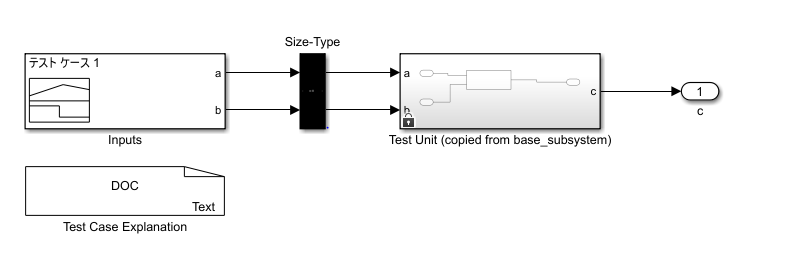 Size-Type
テスト ケース 1
a
b
a
b
c
1
c
Inputs
Test Unit (copied from base_subsystem)
DOC
Text
Test Case Explanation